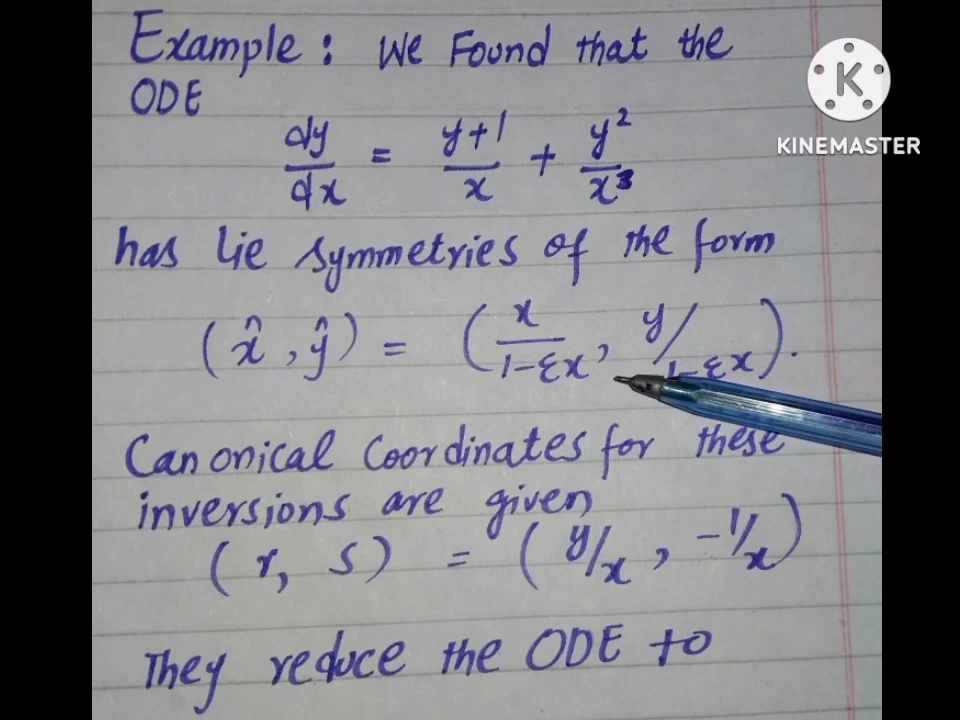 Example: We Found that the
ODE
dy/dx = y+1/x + y²/x³
has Lie symmetries of the form
(x̂, ŷ) = (x/1-εx, y/1-εx).
Canonical Coordinates for these
inversions are given
(r, s) = (y/x, -1/x)
They reduce the ODE to
K
KINEMASTER